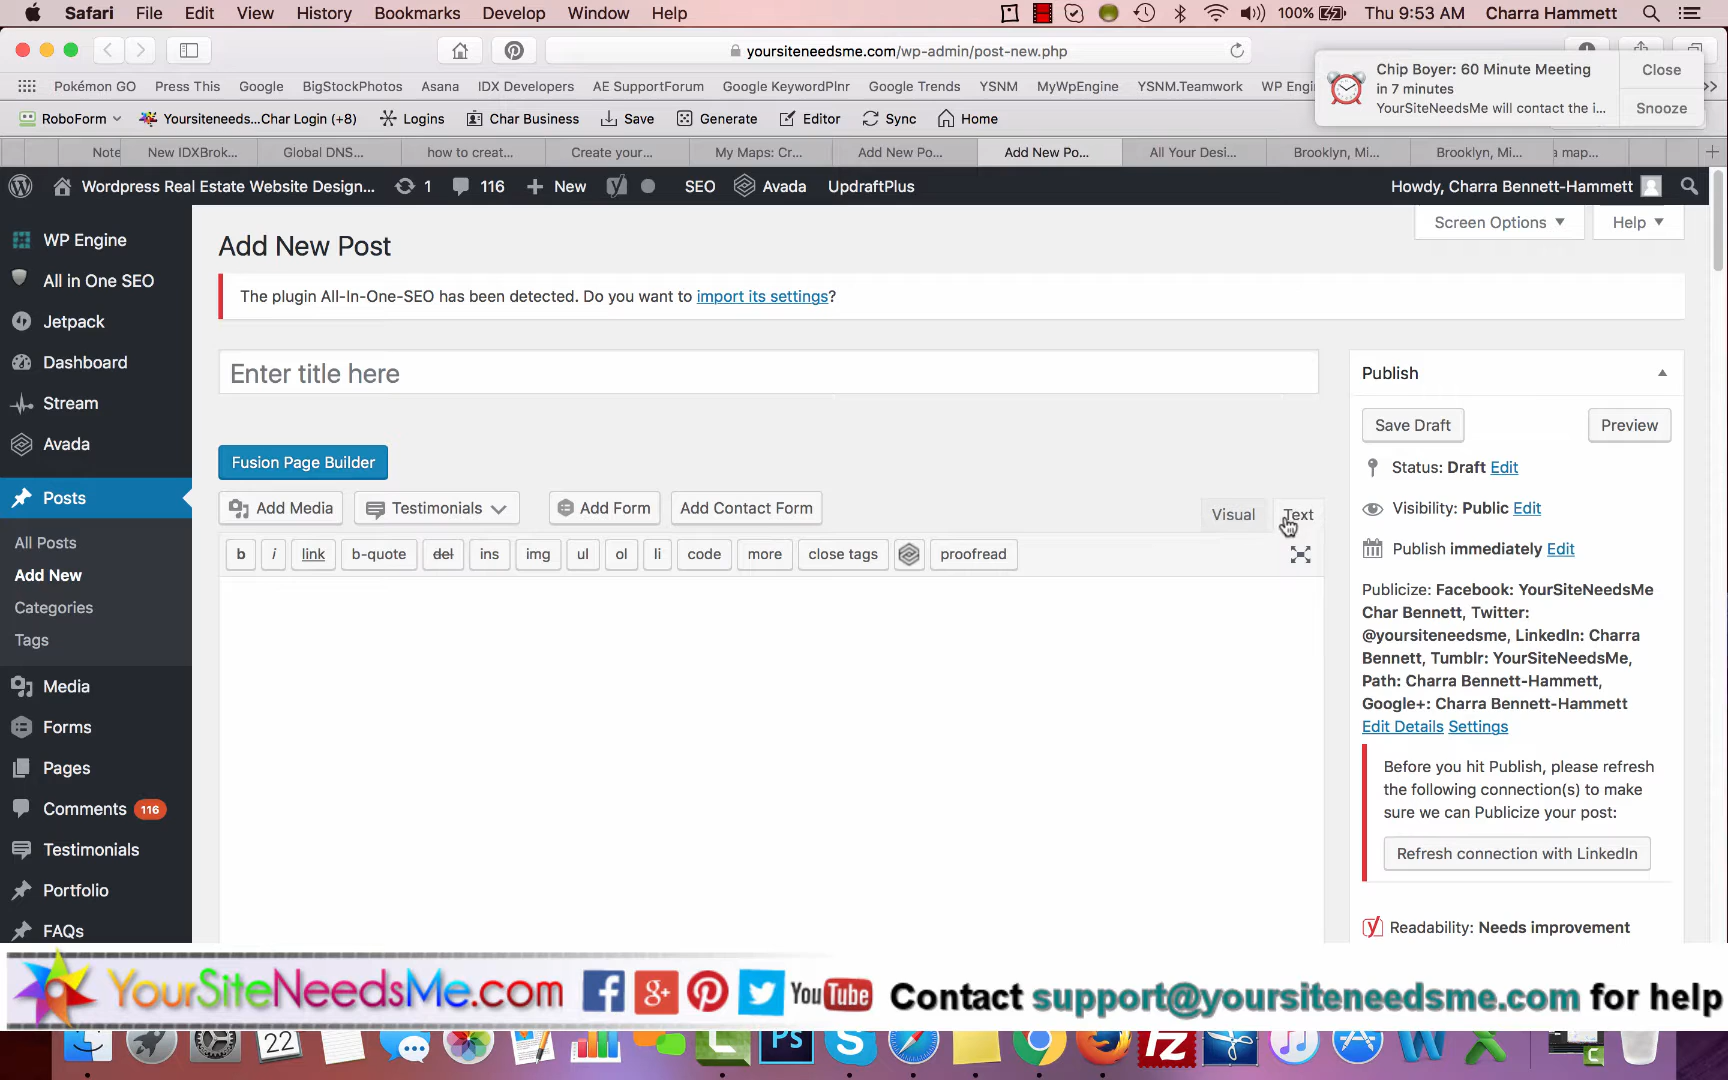 Safari File Edit View History Bookmarks Develop Window Help 100% Thu 9:53 AM Charra Hammett
yoursiteneedsme.com/wp-admin/post-new.php
Chip Boyer: 60 Minute Meeting
in 7 minutes
YourSiteNeedsMe will contact the i...
Close
Snooze
Pokémon GO Press This Google BigStockPhotos Asana IDX Developers AE SupportForum Google KeywordPlnr Google Trends YSNM MyWpEngine YSNM.Teamwork WP Engi
RoboForm Yoursiteneeds...Char Login (+8) Logins Char Business Save Generate Editor Sync Home
Note New IDXBrok... Global DNS... how to creat... Create your... My Maps: Cr... Add New Po... Add New Po... All Your Desi... Brooklyn, Mi... Brooklyn, Mi... a map...
Wordpress Real Estate Website Design... 1 116 New SEO Avada UpdraftPlus Howdy, Charra Bennett-Hammett
WP Engine
All in One SEO
Jetpack
Dashboard
Stream
Avada
Posts
All Posts
Add New
Categories
Tags
Media
Forms
Pages
Comments 116
Testimonials
Portfolio
FAQs
Screen Options Help
Add New Post
The plugin All-In-One-SEO has been detected. Do you want to import its settings?
Enter title here
Fusion Page Builder
Add Media Testimonials Add Form Add Contact Form Visual Text
b i link b-quote del ins img ul ol li code more close tags proofread
Publish
Save Draft Preview
Status: Draft Edit
Visibility: Public Edit
Publish immediately Edit
Publicize: Facebook: YourSiteNeedsMe
Char Bennett, Twitter:
@yoursiteneedsme, LinkedIn: Charra
Bennett, Tumblr: YourSiteNeedsMe,
Path: Charra Bennett-Hammett,
Google+: Charra Bennett-Hammett
Edit Details Settings
Before you hit Publish, please refresh
the following connection(s) to make
sure we can Publicize your post:
Refresh connection with LinkedIn
Readability: Needs improvement
YourSiteNeedsMe.com f g+ YouTube Contact support@yoursiteneedsme.com for help
22 Ps S FZ W X C